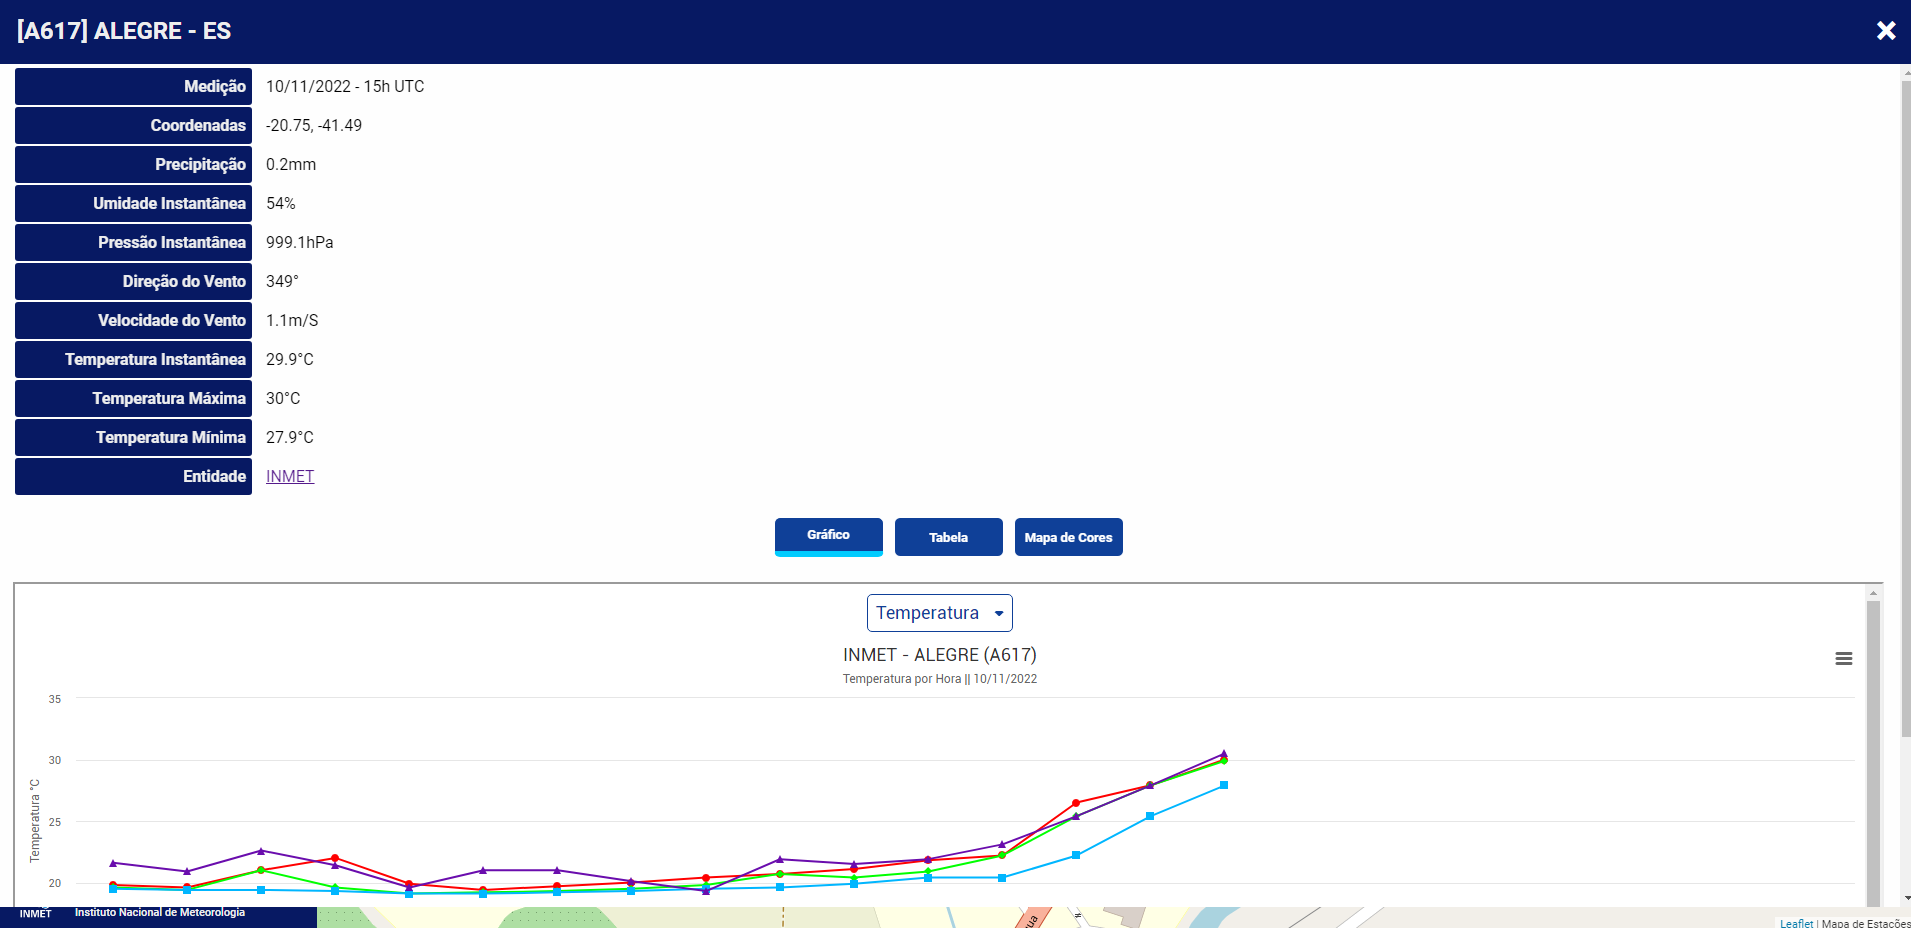 [A617] ALEGRE - ES
Medição 10/11/2022 - 15h UTC
Coordenadas -20.75, -41.49
Precipitação 0.2mm
Umidade Instantânea 54%
Pressão Instantânea 999.1hPa
Direção do Vento 349°
Velocidade do Vento 1.1m/S
Temperatura Instantânea 29.9°C
Temperatura Máxima 30°C
Temperatura Mínima 27.9°C
Entidade INMET
Gráfico Tabela Mapa de Cores
Temperatura
INMET - ALEGRE (A617)
Temperatura por Hora || 10/11/2022
35
30
25
20
Temperatura °C
INMET Instituto Nacional de Meteorologia
Leaflet | Mapa de Estações